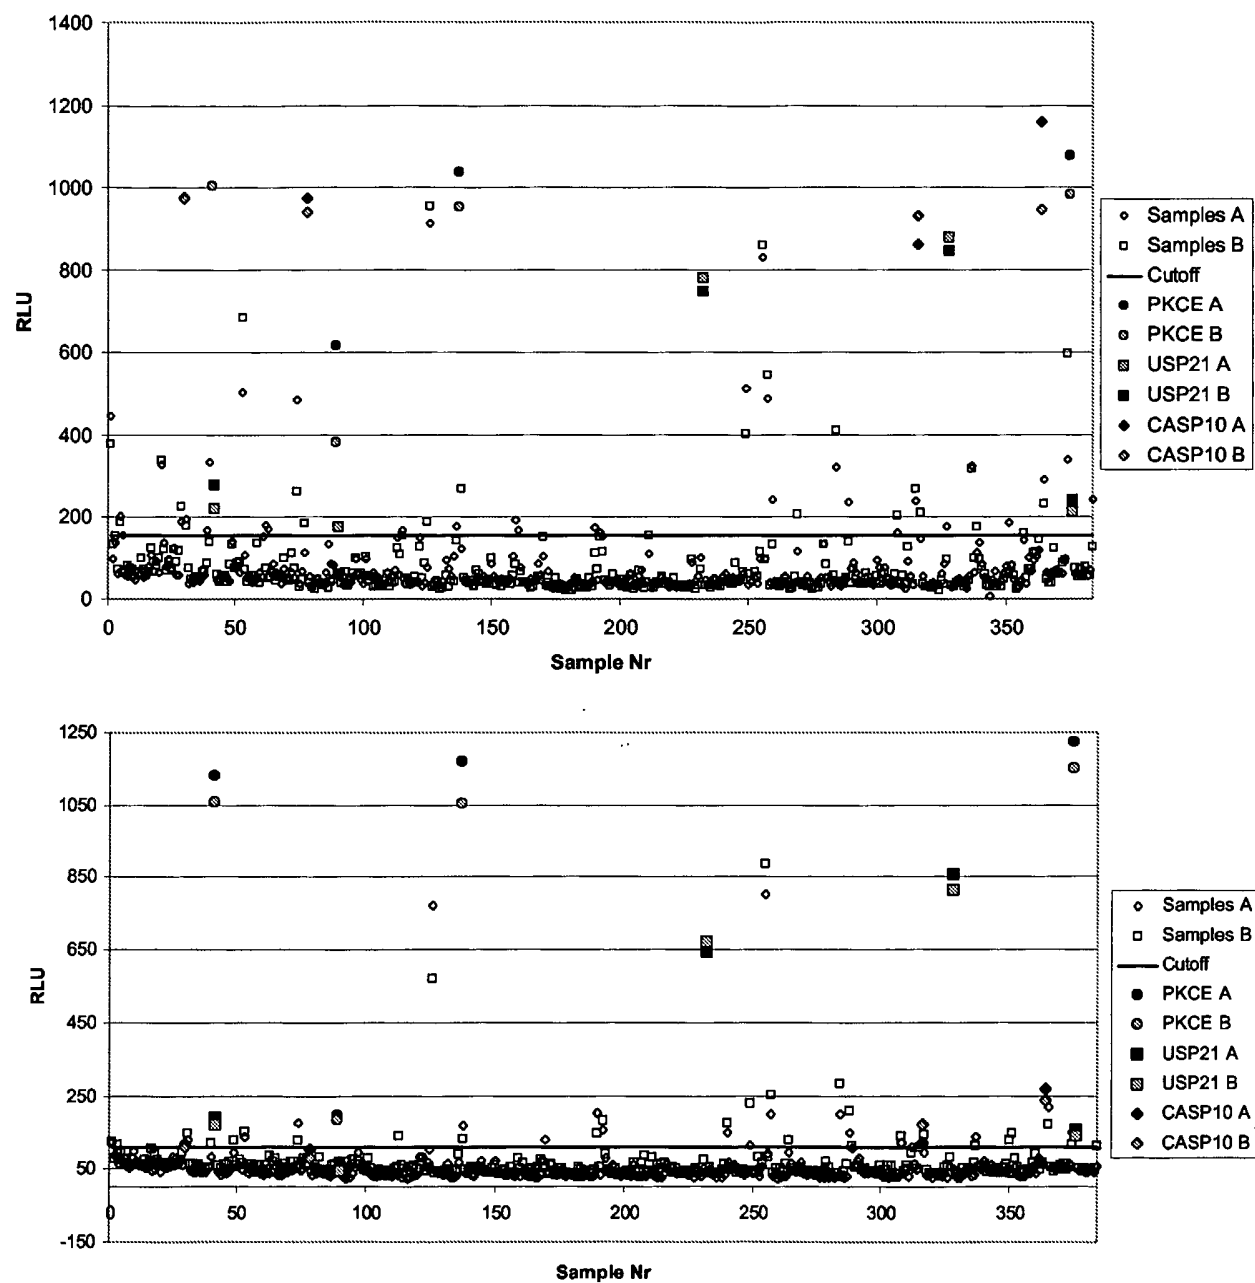 1400
1200
1000
800
600
400
200
0
RLU
0 50 100 150 200 250 300 350
Sample Nr
Samples A
Samples B
Cutoff
PKCE A
PKCE B
USP21 A
USP21 B
CASP10 A
CASP10 B
1250
1050
850
650
450
250
50
-150
RLU
0 50 100 150 200 250 300 350
Sample Nr
Samples A
Samples B
Cutoff
PKCE A
PKCE B
USP21 A
USP21 B
CASP10 A
CASP10 B